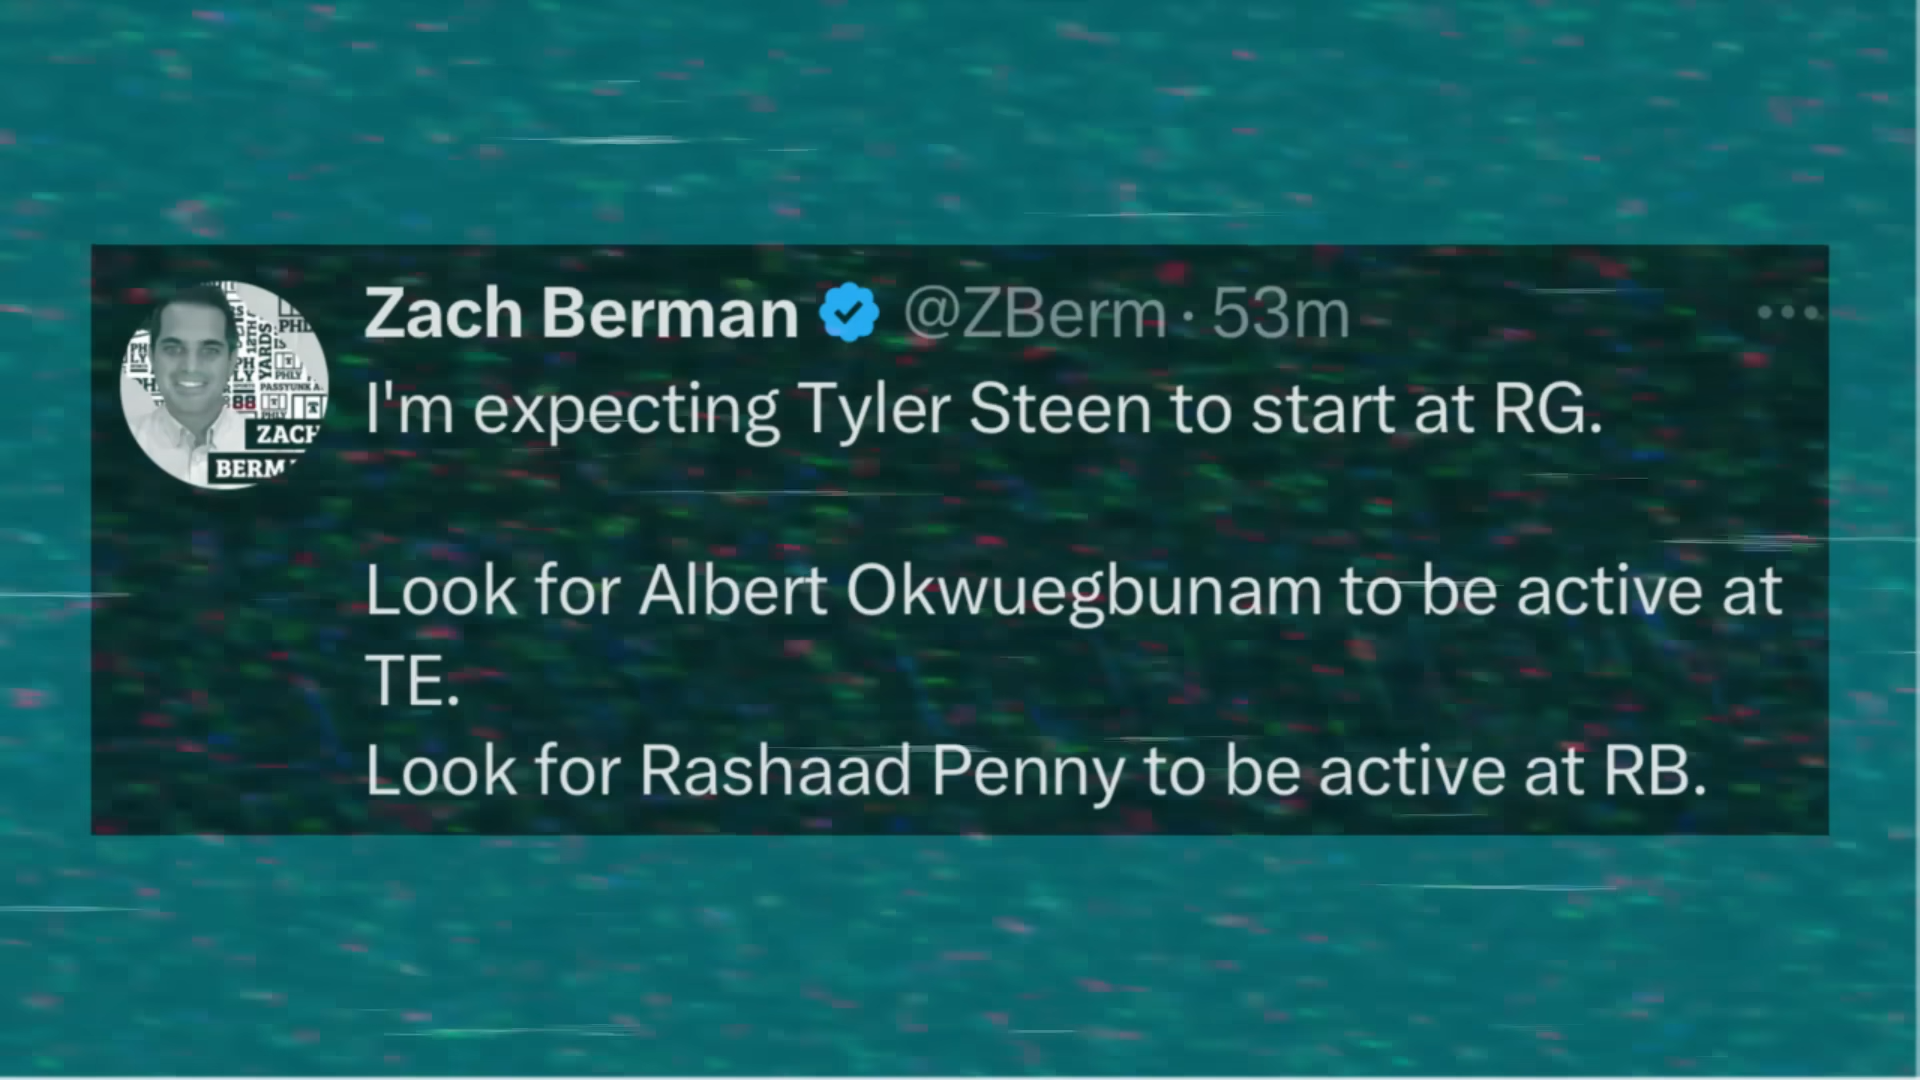 Zach Berman @ZBerm · 53m
I'm expecting Tyler Steen to start at RG.
Look for Albert Okwuegbunam to be active at
TE.
Look for Rashaad Penny to be active at RB.
ZACH